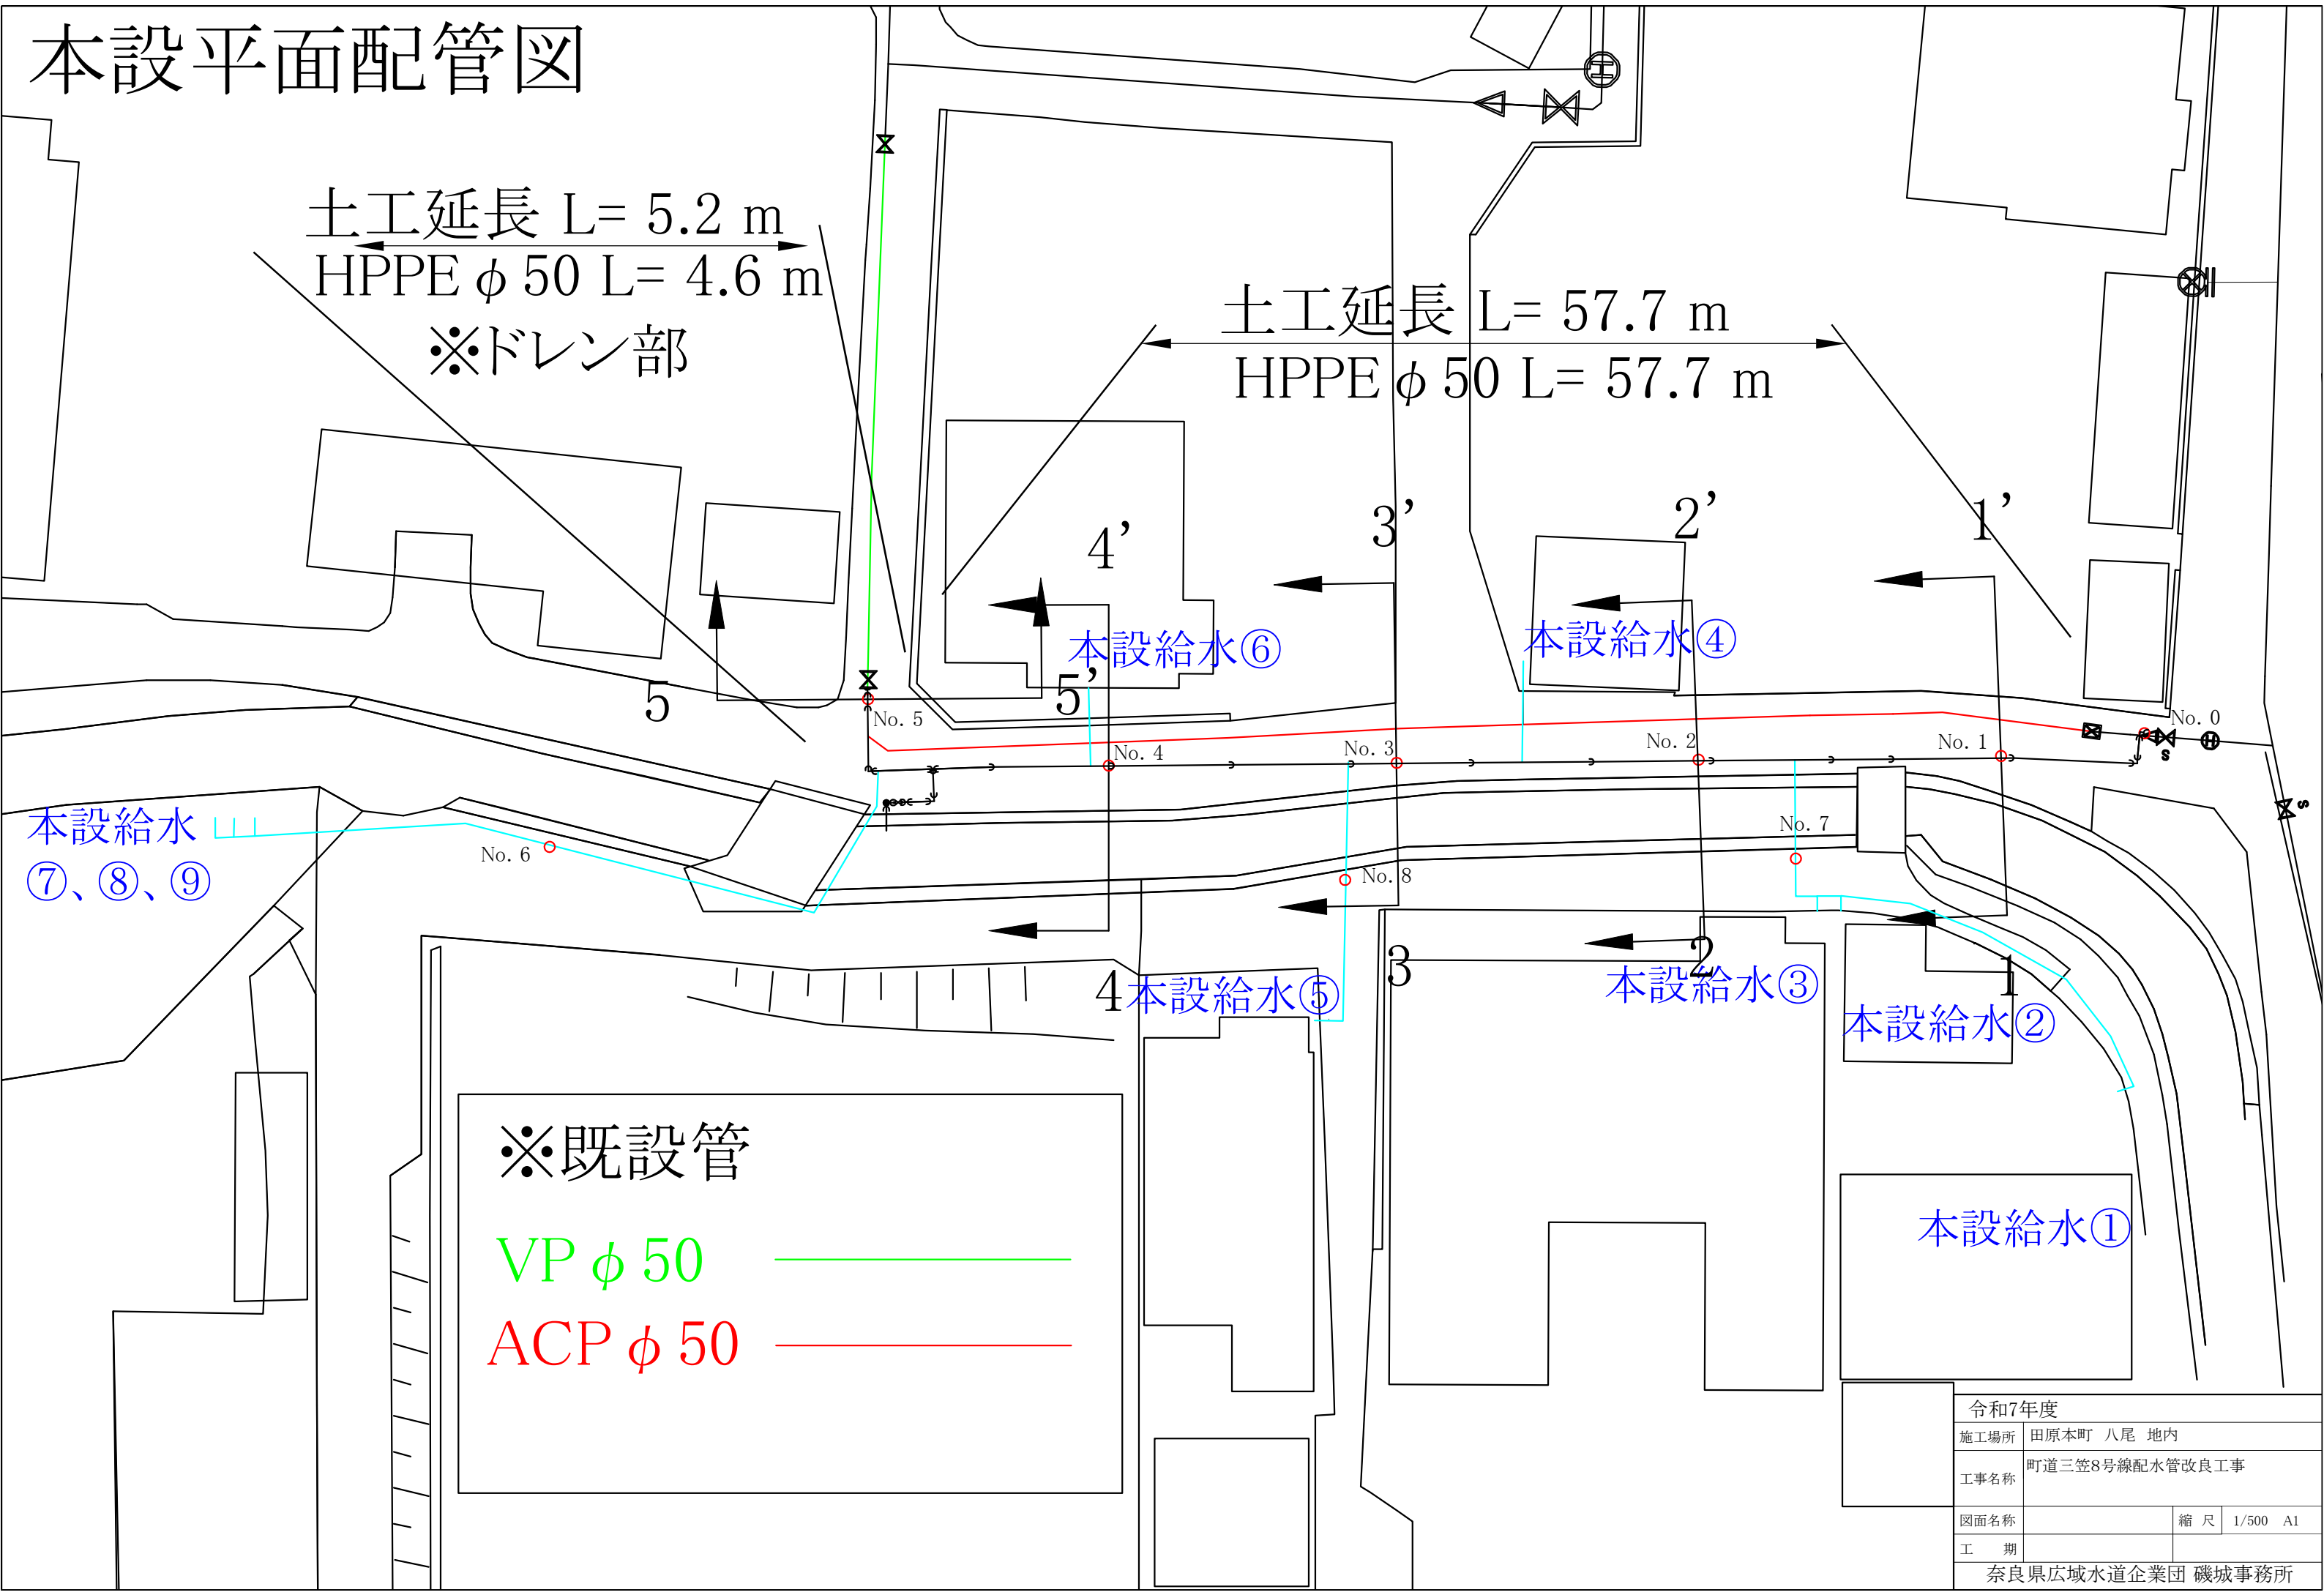 本設平面配管図
土工延長 L= 5.2 m
HPPE φ 50 L= 4.6 m
※ドレン部
土工延長 L= 57.7 m
HPPE φ 50 L= 57.7 m
4'
3'
2'
1'
本設給水⑥
本設給水④
5
5'
No. 5
No. 4
No. 3
No. 2
No. 1
No. 0
H
H
S
S
本設給水
⑦、⑧、⑨
No. 6
No. 7
No. 8
4
3
2
1
本設給水⑤
本設給水③
本設給水②
本設給水①
※既設管
VP φ 50
ACP φ 50
令和7年度
施工場所 田原本町 八尾 地内
工事名称 町道三笠8号線配水管改良工事
図面名称 縮 尺 1/500 A1
工 期
奈良県広域水道企業団 磯城事務所